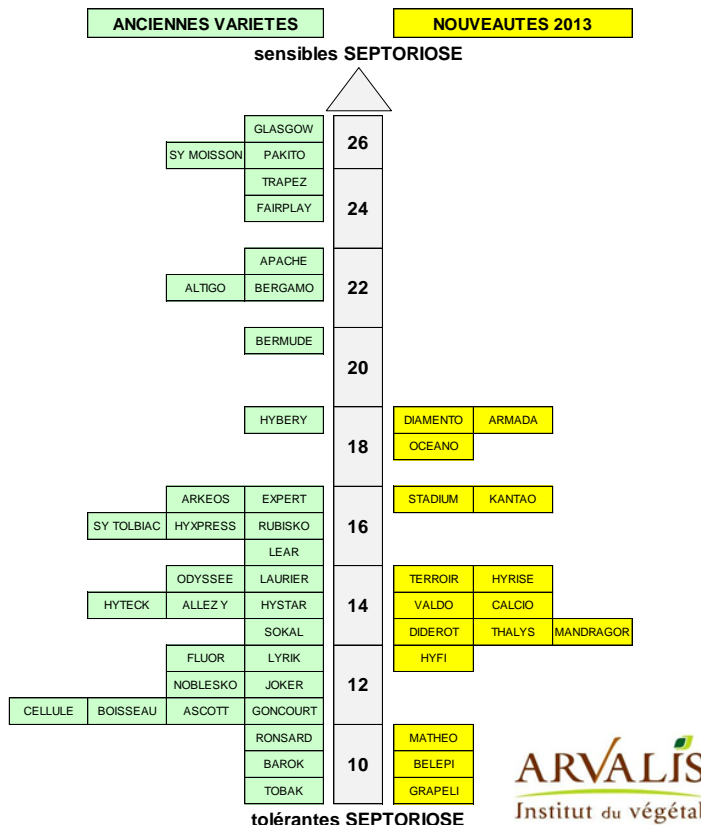 ANCIENNES VARIETES NOUVEAUTES 2013
sensibles SEPTORIOSE
GLASGOW
26
SY MOISSON PAKITO
TRAPEZ
24
FAIRPLAY
APACHE
22
ALTIGO BERGAMO
BERMUDE
20
HYBERY DIAMENTO ARMADA
18
OCEANO
ARKEOS EXPERT STADIUM KANTAO
16
SY TOLBIAC HYXPRESS RUBISKO
LEAR
ODYSSEE LAURIER TERROIR HYRISE
HYTECK ALLEZ Y HYSTAR 14 VALDO CALCIO
SOKAL DIDEROT THALYS MANDRAGOR
FLUOR LYRIK HYFI
NOBLESKO JOKER 12
CELLULE BOISSEAU ASCOTT GONCOURT
RONSARD MATHEO
BAROK 10 BELEPI
TOBAK GRAPELI
tolérantes SEPTORIOSE
ARVALIS
Institut du végétal